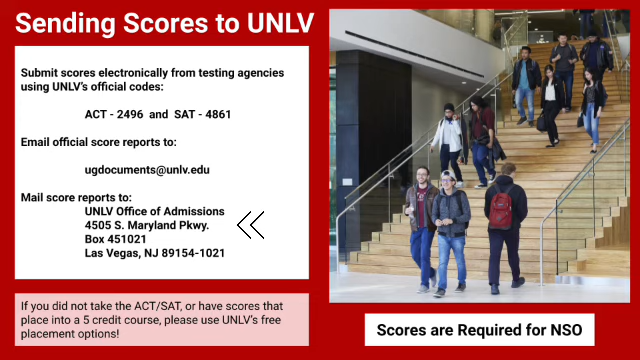 Sending Scores to UNLV
Submit scores electronically from testing agencies
using UNLV's official codes:
ACT - 2496 and SAT - 4861
Email official score reports to:
ugdocuments@unlv.edu
Mail score reports to:
UNLV Office of Admissions
4505 S. Maryland Pkwy.
Box 451021
Las Vegas, NJ 89154-1021
If you did not take the ACT/SAT, or have scores that
place into a 5 credit course, please use UNLV's free
placement options!
Scores are Required for NSO